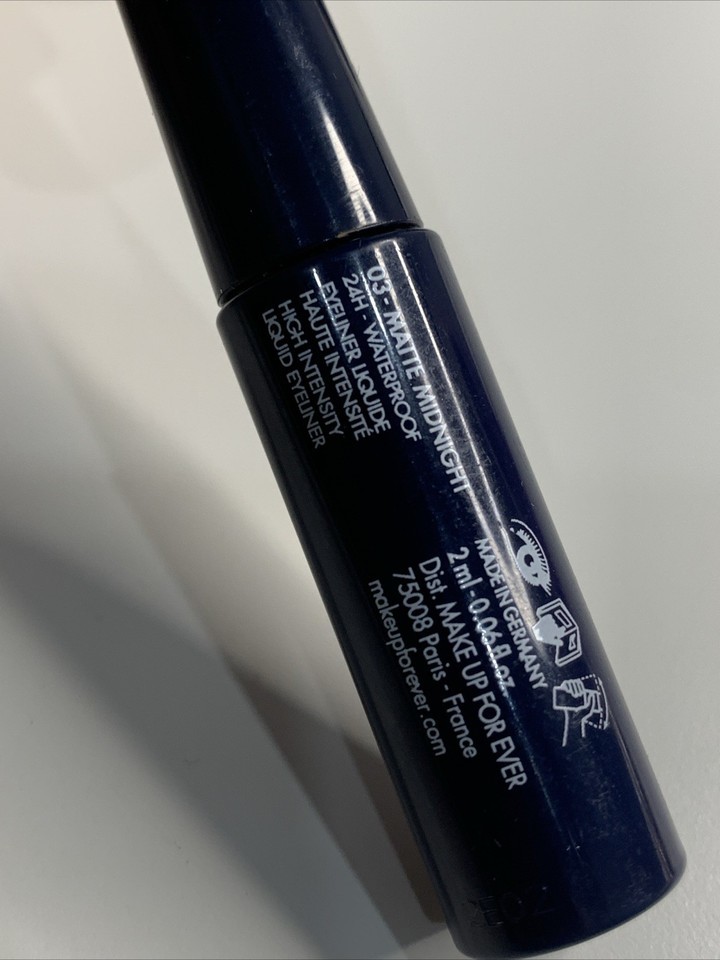 03 - MATTE MIDNIGHT
24H - WATERPROOF
EYELINER LIQUIDE
HAUTE INTENSITÉ
HIGH INTENSITY
LIQUID EYELINER
MADE IN GERMANY
2 ml - 0.06 fl. oz
Dist. MAKE UP FOR EVER
75008 Paris - France
makeupforever.com